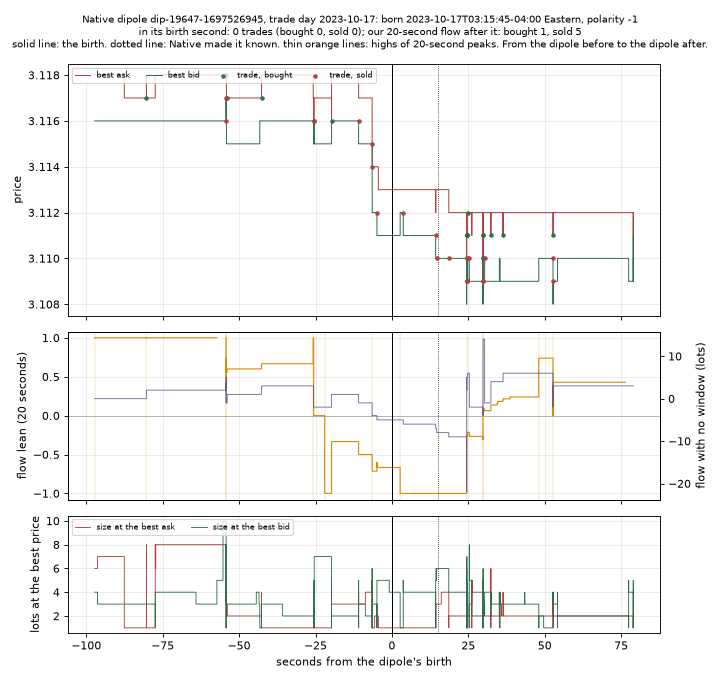 Native dipole dip-19647-1697526945, trade day 2023-10-17: born 2023-10-17T03:15:45-04:00 Eastern, polarity -1
in its birth second: 0 trades (bought 0, sold 0); our 20-second flow after it: bought 1, sold 5
solid line: the birth. dotted line: Native made it known. thin orange lines: highs of 20-second peaks. From the dipole before to the dipole after.
best ask best bid trade, bought trade, sold
3.118
3.116
3.114
3.112
3.110
3.108
price
1.0
0.5
0.0
−0.5
−1.0
flow lean (20 seconds)
10
0
−10
−20
flow with no window (lots)
size at the best ask size at the best bid
10
8
6
4
2
lots at the best price
−100 −75 −50 −25 0 25 50 75
seconds from the dipole's birth